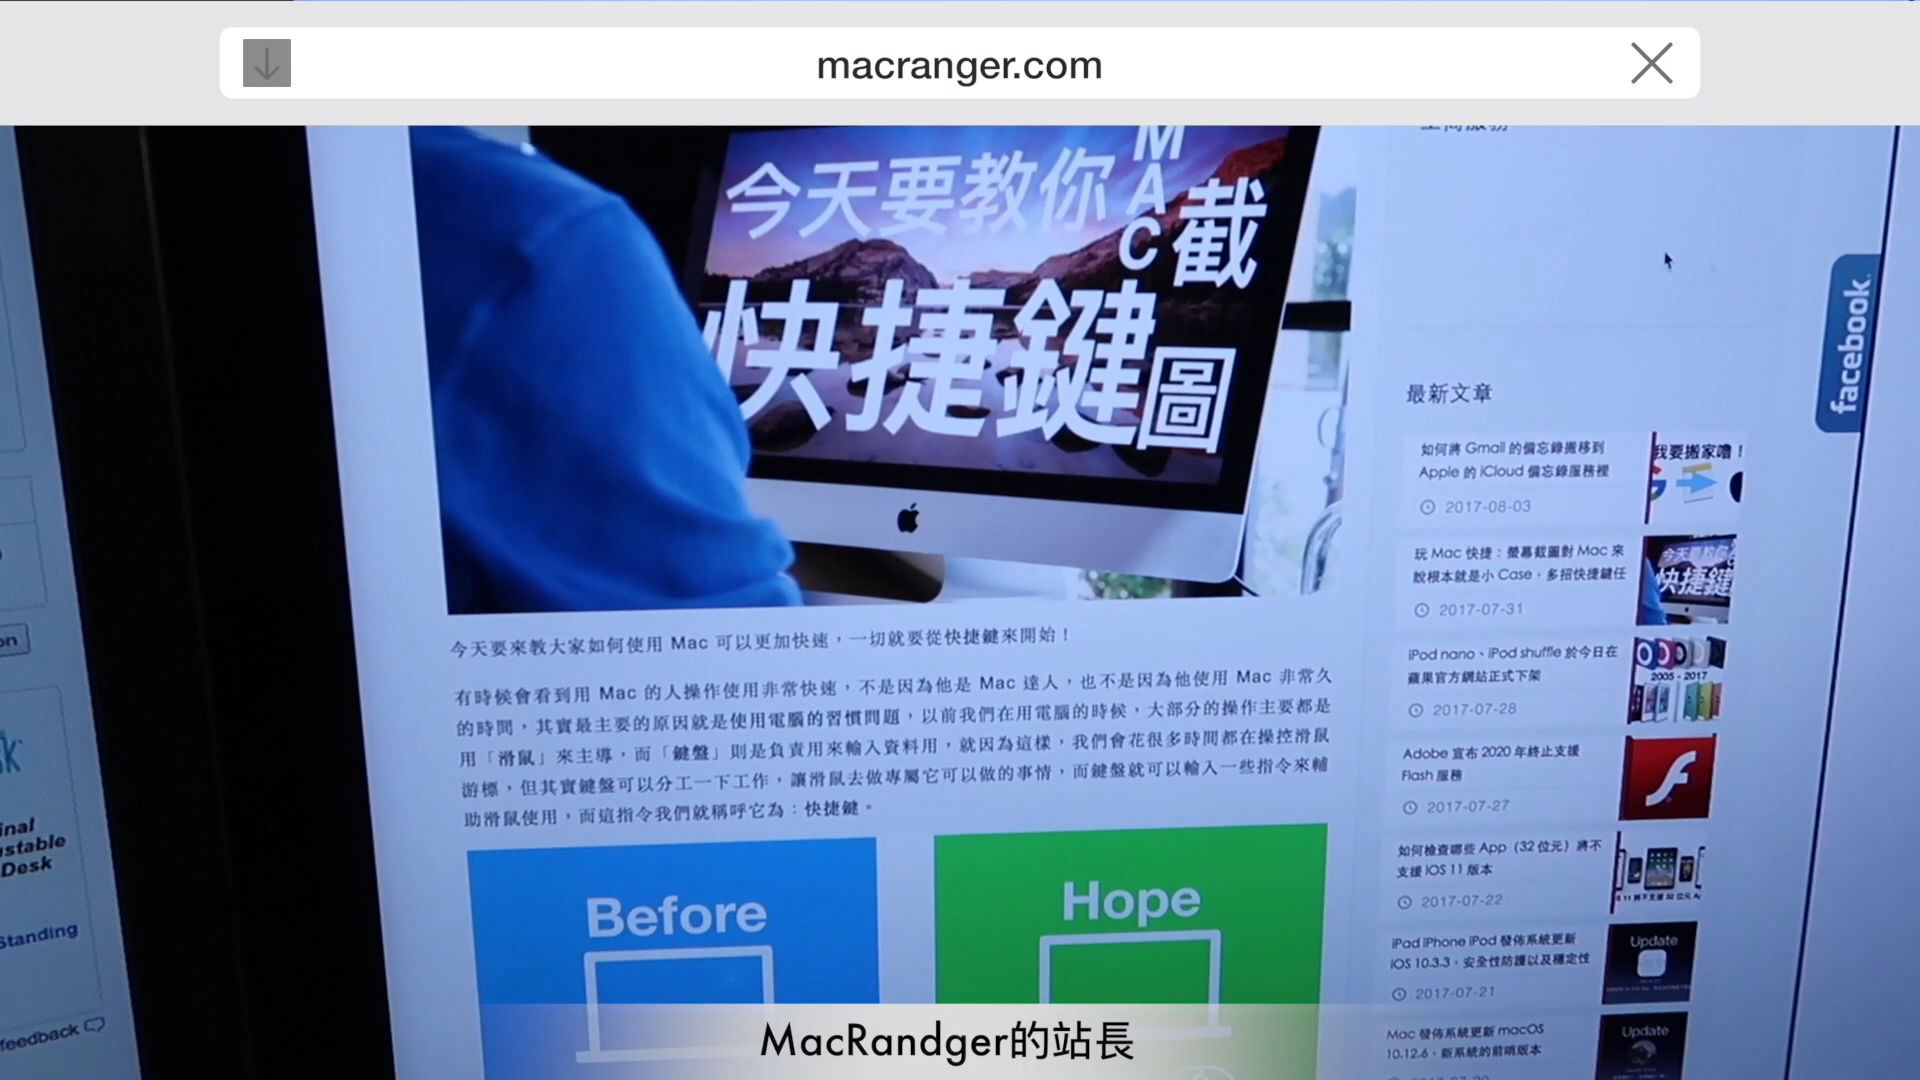 macranger.com
今天要教你
MAC截
快捷鍵圖
facebook
今天要來教大家如何使用 Mac 可以更加快速，一切就要從快捷鍵來開始！
有時候會看到用 Mac 的人操作使用非常快速，不是因為他是 Mac 達人，也不是因為他使用 Mac 非常久
的時間，其實最主要的原因就是使用電腦的習慣問題，以前我們在用電腦的時候，大部分的操作主要都是
用「滑鼠」來主導，而「鍵盤」則是負責用來輸入資料用，就因為這樣，我們會花很多時間都在操控滑鼠
游標，但其實鍵盤可以分工一下工作，讓滑鼠去做專屬它可以做的事情，而鍵盤就可以輸入一些指令來輔
助滑鼠使用，而這指令我們就稱呼它為：快捷鍵。
Before
Hope
最新文章
如何將 Gmail 的備忘錄搬移到
Apple 的 iCloud 備忘錄服務裡
2017-08-03
我要搬家嚕！
玩 Mac 快捷：螢幕截圖對 Mac 來
說根本就是小 Case，多招快捷鍵任
2017-07-31
今天要教你
快捷鍵
iPod nano、iPod shuffle 於今日在
蘋果官方網站正式下架
2017-07-28
2005 - 2017
Adobe 宣布 2020 年終止支援
Flash 服務
2017-07-27
如何檢查哪些 App（32 位元）將不
支援 iOS 11 版本
2017-07-22
iPad iPhone iPod 發佈系統更新
iOS 10.3.3，安全性防護以及穩定性
2017-07-21
Update
Mac 發佈系統更新 macOS
10.12.6，新系統的前哨版本
Update
Desk
Standing
feedback
MacRandger的站長